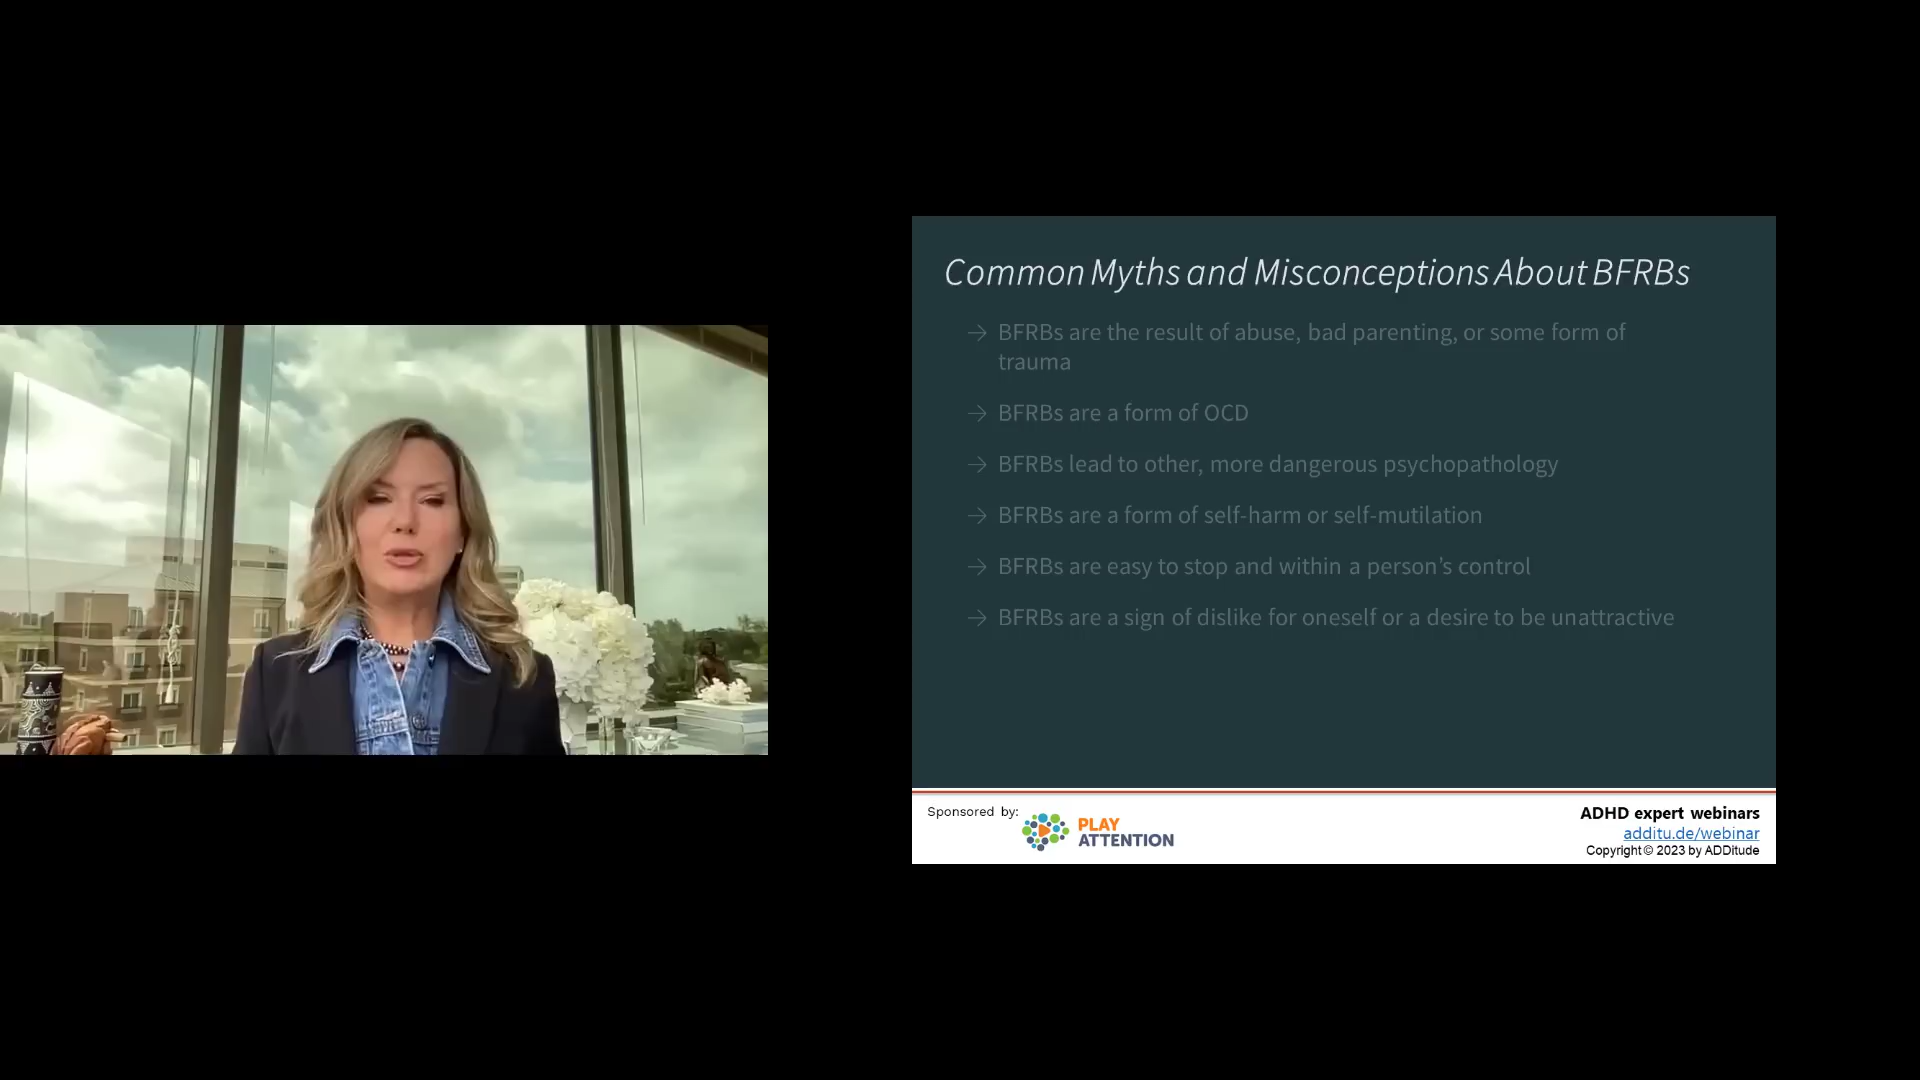 Common Myths and Misconceptions About BFRBs
→ BFRBs are the result of abuse, bad parenting, or some form of
trauma
→ BFRBs are a form of OCD
→ BFRBs lead to other, more dangerous psychopathology
→ BFRBs are a form of self-harm or self-mutilation
→ BFRBs are easy to stop and within a person's control
→ BFRBs are a sign of dislike for oneself or a desire to be unattractive
Sponsored by:
PLAY
ATTENTION
ADHD expert webinars
additu.de/webinar
Copyright © 2023 by ADDitude